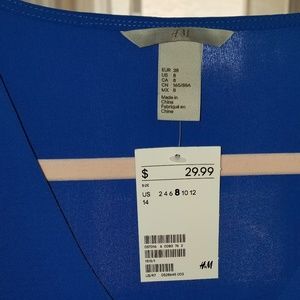 H&M
EUR 38
US 8
CA 8
CN 165/88A
MX 8
Made in
China
Fabriqué en
Chine
$ 29.99
SIZE
US 2 4 6 8 10 12
14
H&M